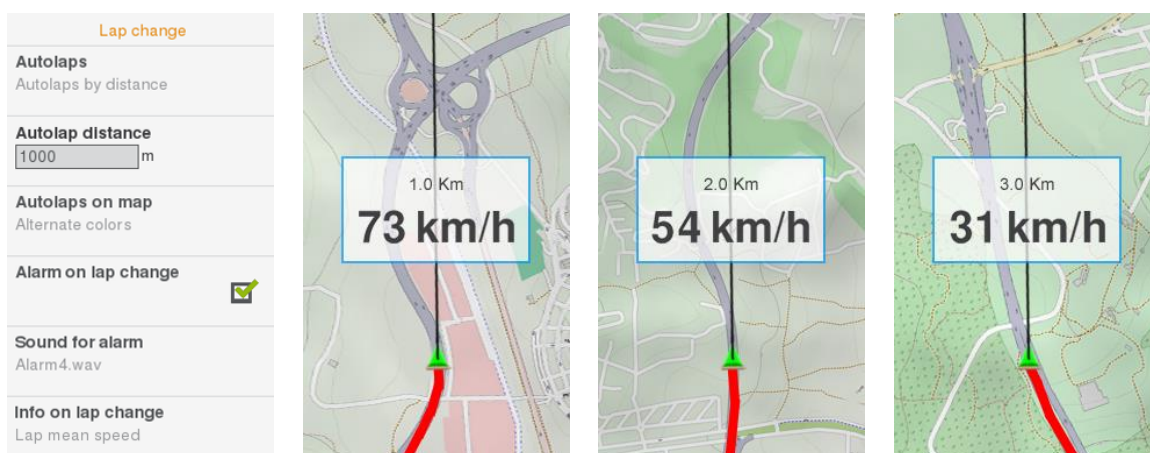 Lap change
Autolaps
Autolaps by distance
Autolap distance
1000 m
Autolaps on map
Alternate colors
Alarm on lap change
Sound for alarm
Alarm4.wav
Info on lap change
Lap mean speed
1.0 Km
73 km/h
2.0 Km
54 km/h
3.0 Km
31 km/h